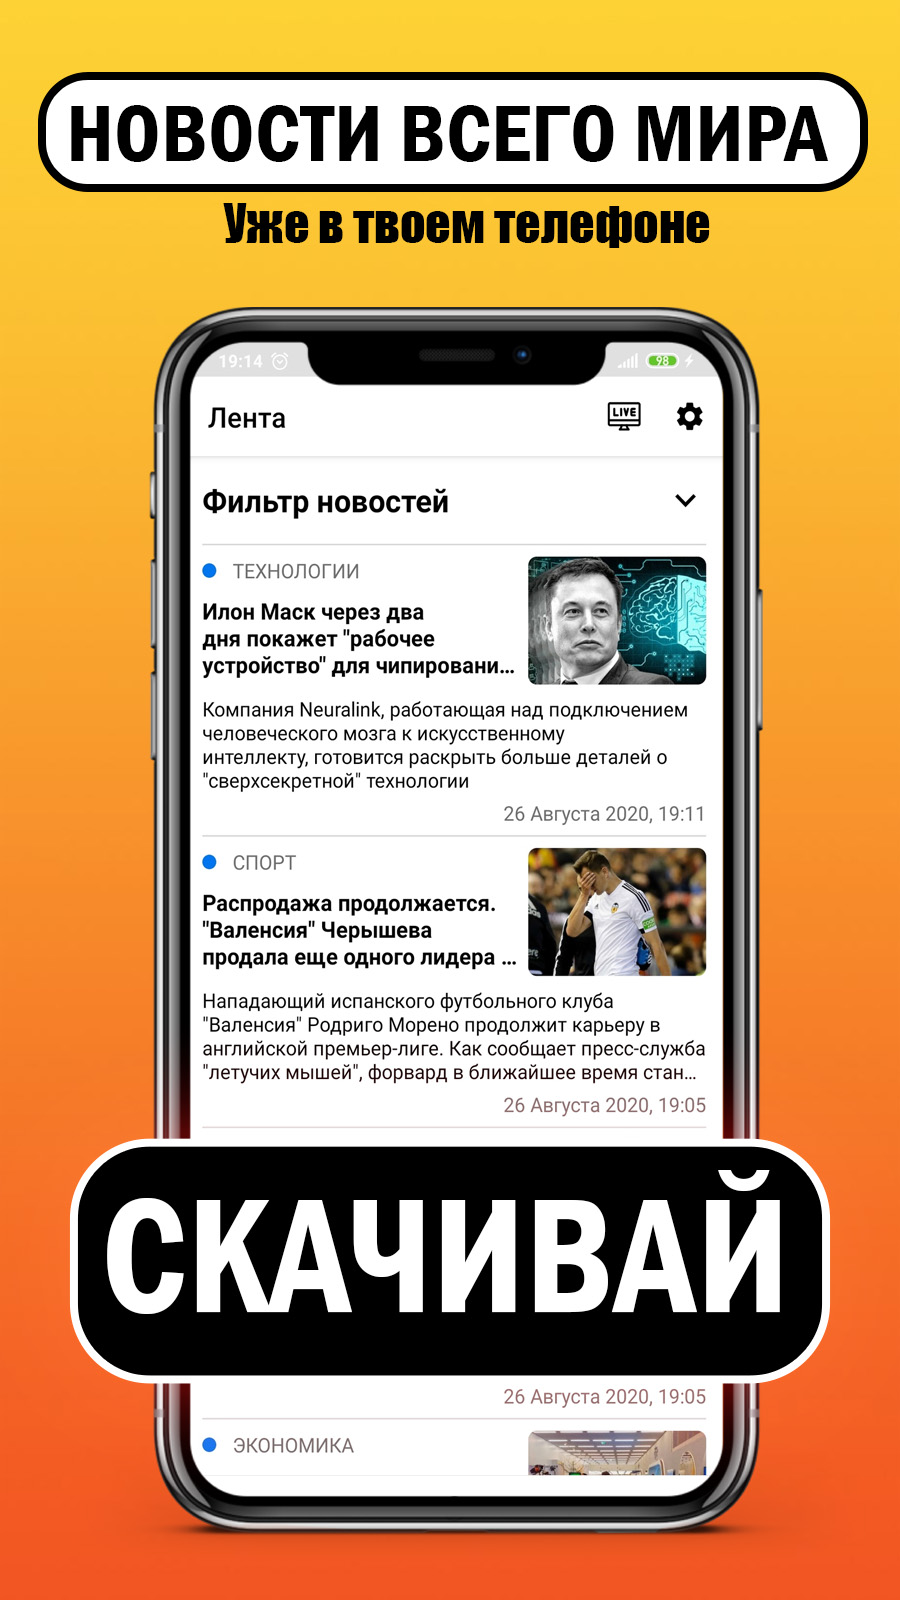 НОВОСТИ ВСЕГО МИРА
Уже в твоем телефоне
19:14
98
Лента
LIVE
Фильтр новостей
ТЕХНОЛОГИИ
Илон Маск через два
дня покажет "рабочее
устройство" для чипировани...
Компания Neuralink, работающая над подключением
человеческого мозга к искусственному
интеллекту, готовится раскрыть больше деталей о
"сверхсекретной" технологии
26 Августа 2020, 19:11
СПОРТ
Распродажа продолжается.
"Валенсия" Черышева
продала еще одного лидера ...
Нападающий испанского футбольного клуба
"Валенсия" Родриго Морено продолжит карьеру в
английской премьер-лиге. Как сообщает пресс-служба
"летучих мышей", форвард в ближайшее время стан...
26 Августа 2020, 19:05
СКАЧИВАЙ
26 Августа 2020, 19:05
ЭКОНОМИКА